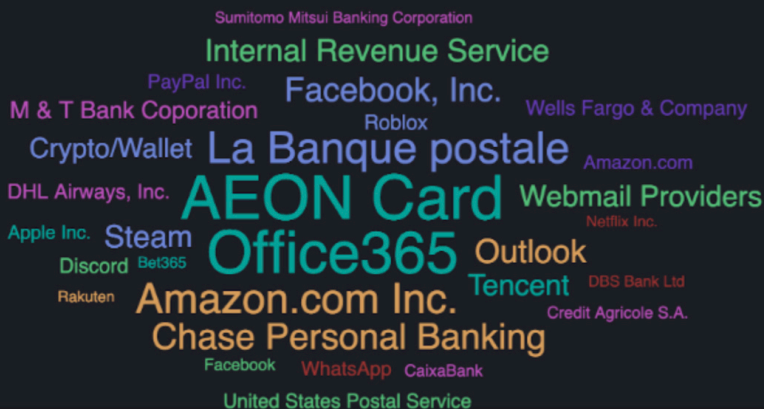 Sumitomo Mitsui Banking Corporation
Internal Revenue Service
PayPal Inc.
Facebook, Inc.
M & T Bank Coporation
Wells Fargo & Company
Roblox
Crypto/Wallet
La Banque postale
Amazon.com
DHL Airways, Inc.
AEON Card
Webmail Providers
Netflix Inc.
Apple Inc.
Steam
Office365
Outlook
Discord
Bet365
Tencent
DBS Bank Ltd
Rakuten
Amazon.com Inc.
Credit Agricole S.A.
Chase Personal Banking
Facebook
WhatsApp
CaixaBank
United States Postal Service